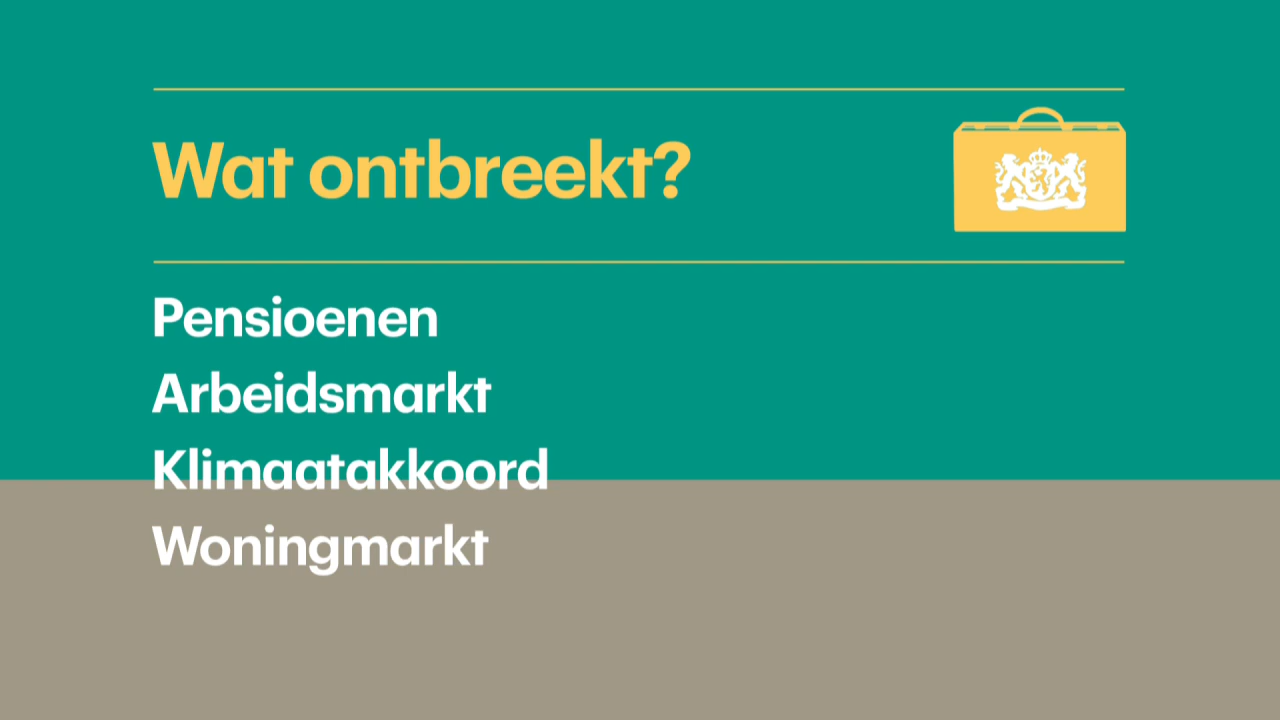 Wat ontbreekt?
Pensioenen
Arbeidsmarkt
Klimaatakkoord
Woningmarkt